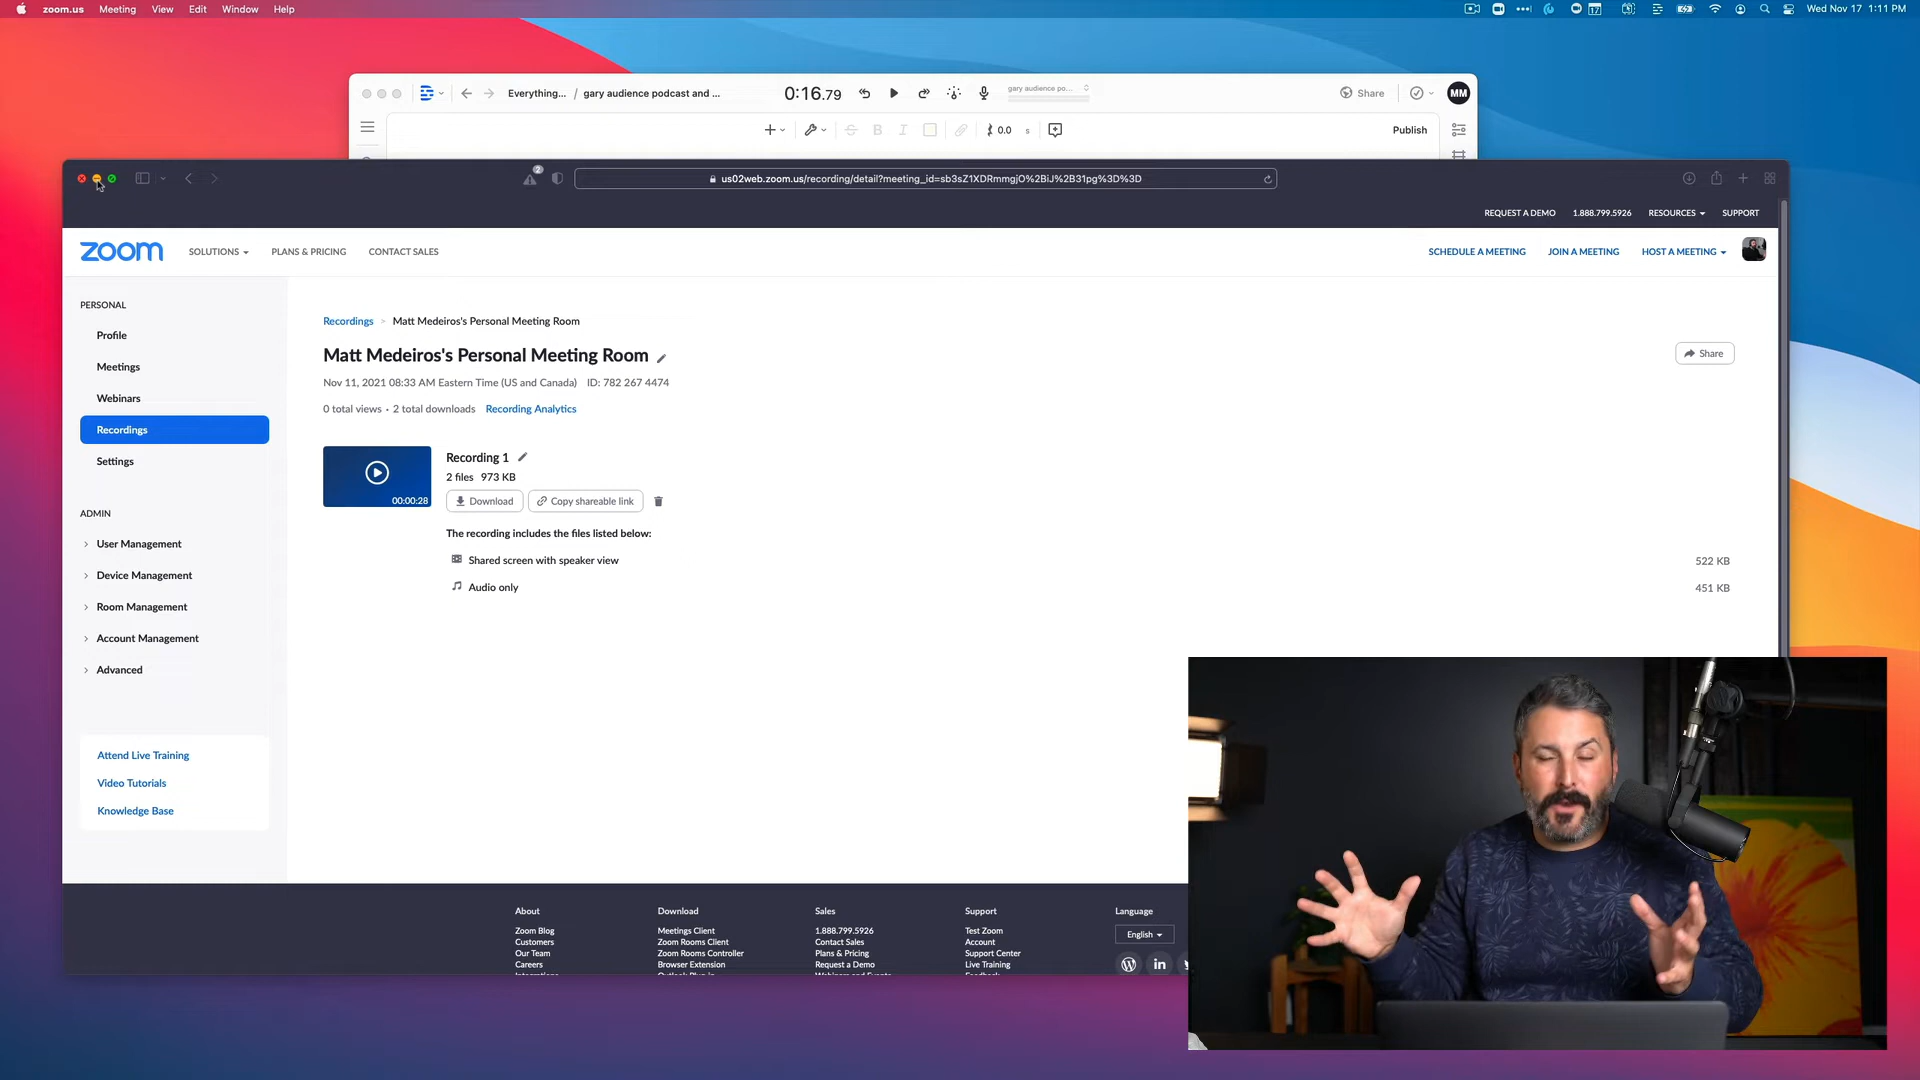 zoom.us Meeting View Edit Window Help
17
Wed Nov 17 1:11 PM
Everything... / gary audience podcast and ...
0:16.79
gary audience po...
Share
MM
B I
0.0 s
Publish
2
us02web.zoom.us/recording/detail?meeting_id=sb3sZ1XDRmmgjO%2BiJ%2B31pg%3D%3D
REQUEST A DEMO 1.888.799.5926 RESOURCES SUPPORT
zoom SOLUTIONS PLANS & PRICING CONTACT SALES
SCHEDULE A MEETING JOIN A MEETING HOST A MEETING
PERSONAL
Profile
Meetings
Webinars
Recordings
Settings
ADMIN
User Management
Device Management
Room Management
Account Management
Advanced
Attend Live Training
Video Tutorials
Knowledge Base
Recordings > Matt Medeiros's Personal Meeting Room
Matt Medeiros's Personal Meeting Room
Share
Nov 11, 2021 08:33 AM Eastern Time (US and Canada) ID: 782 267 4474
0 total views • 2 total downloads Recording Analytics
00:00:28
Recording 1
2 files 973 KB
Download Copy shareable link
The recording includes the files listed below:
Shared screen with speaker view 522 KB
Audio only 451 KB
About
Zoom Blog
Customers
Our Team
Careers
Download
Meetings Client
Zoom Rooms Client
Zoom Rooms Controller
Browser Extension
Sales
1.888.799.5926
Contact Sales
Plans & Pricing
Request a Demo
Support
Test Zoom
Account
Support Center
Live Training
Language
English
in